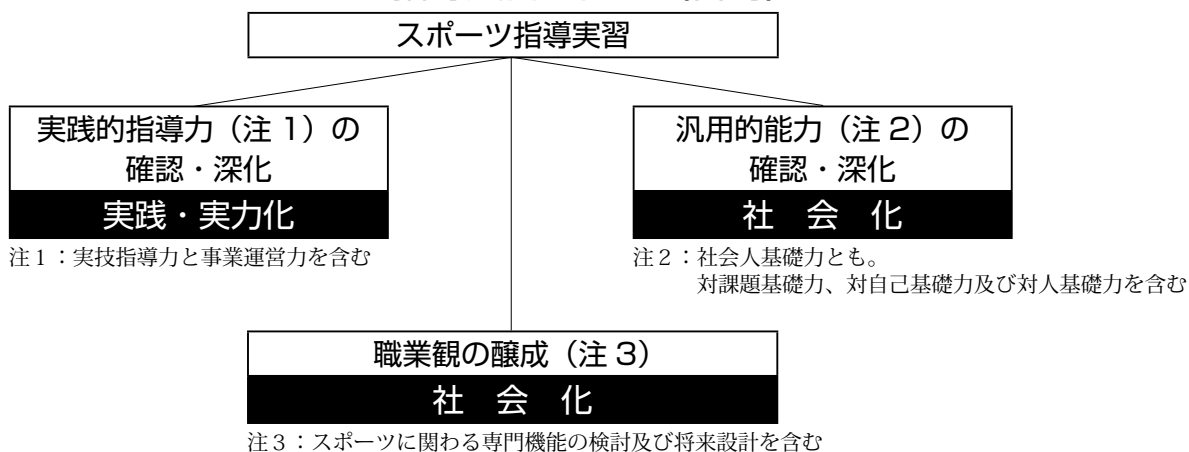 スポーツ指導実習
実践的指導力（注１）の
確認・深化
実践・実力化
注１：実技指導力と事業運営力を含む
汎用的能力（注２）の
確認・深化
社　会　化
注２：社会人基礎力とも。
対課題基礎力、対自己基礎力及び対人基礎力を含む
職業観の醸成（注３）
社　会　化
注３：スポーツに関わる専門機能の検討及び将来設計を含む